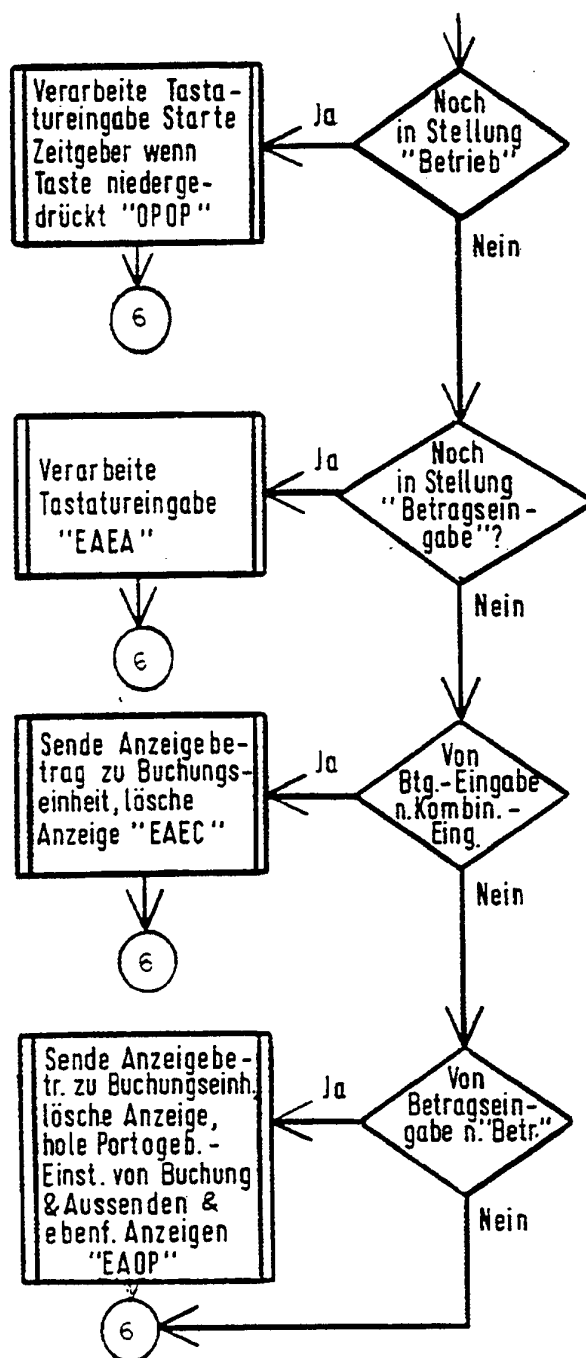 Verarbeite Tasta-
tureingabe Starte
Zeitgeber wenn
Taste niederge-
drückt "OPOP"
Ja
Noch
in Stellung
"Betrieb"
Nein
6
Verarbeite
Tastatureingabe
"EAEA"
Ja
Noch
in Stellung
"Betragsein-
gabe"?
Nein
6
Sende Anzeigebe-
trag zu Buchungs-
einheit, lösche
Anzeige "EAEC"
Ja
Von
Btg.-Eingabe
n.Kombin.-
Eing.
Nein
6
Sende Anzeigebe-
tr. zu Buchungseinh.
lösche Anzeige,
hole Portogeb.-
Einst. von Buchung
&Aussenden &
ebenf. Anzeigen
"EAOP"
Ja
Von
Betragsein-
gabe n."Betr."
Nein
6